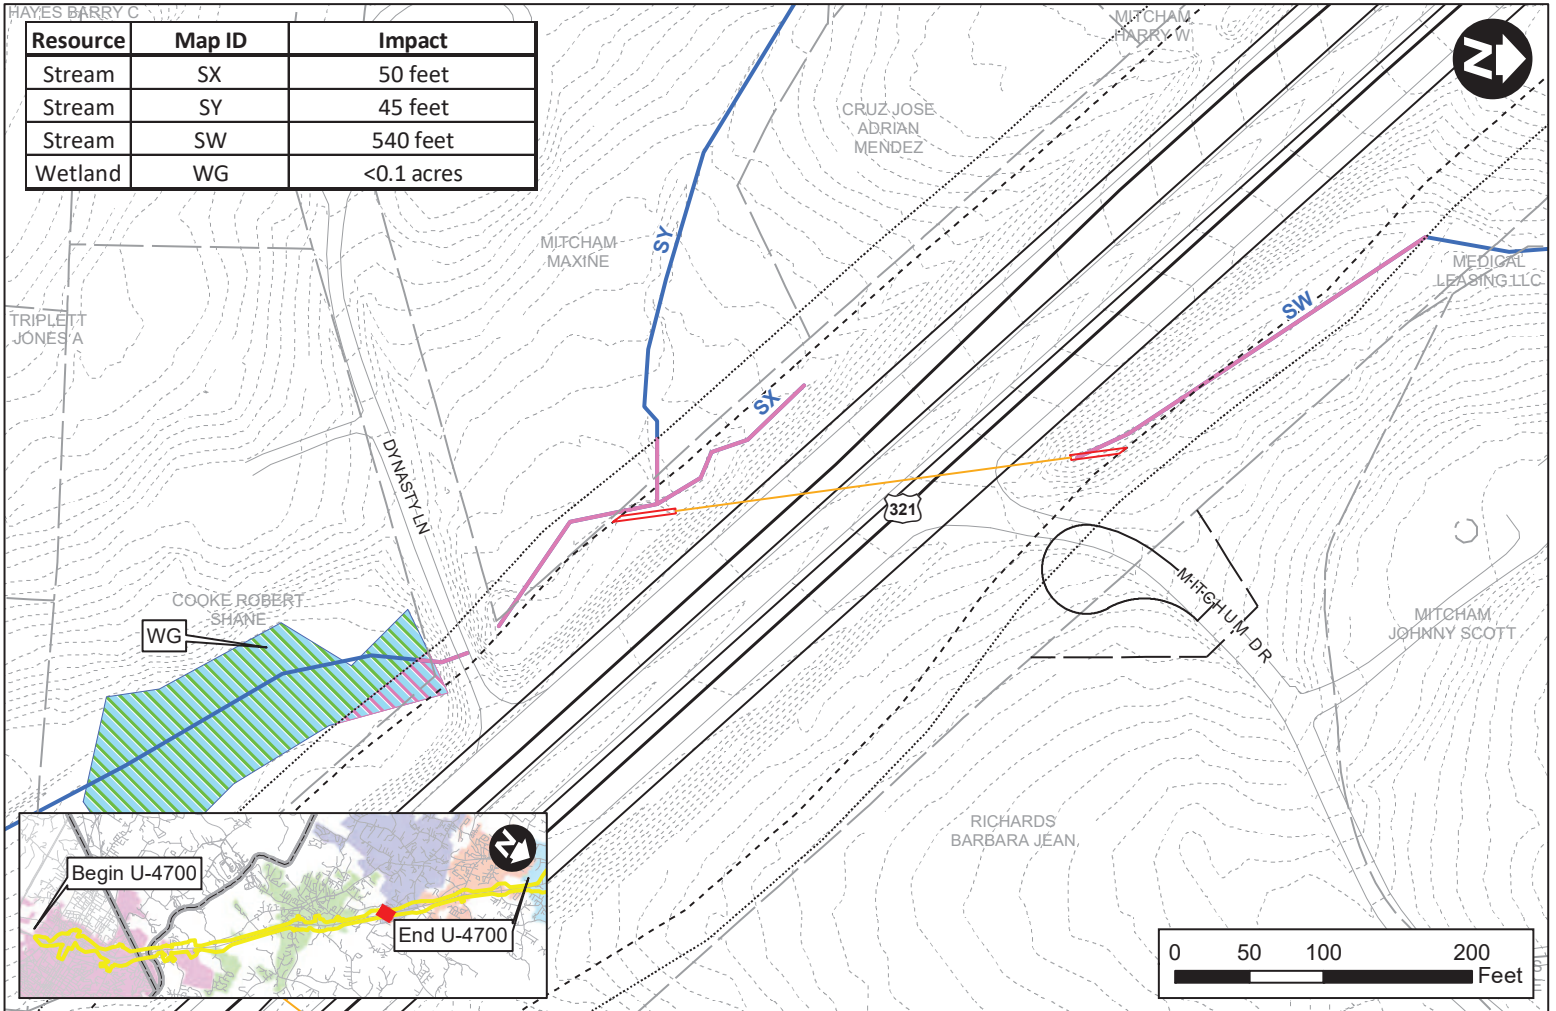 HAYES BARRY C
Resource Map ID Impact
Stream SX 50 feet
Stream SY 45 feet
Stream SW 540 feet
Wetland WG <0.1 acres
MITCHAM
HARRY W
N
CRUZ JOSE
ADRIAN
MENDEZ
SY
MITCHAM
MAXINE
MEDICAL
LEASING LLC
SW
TRIPLETT
JONES A
SX
DYNASTY LN
321
MITCHUM DR
COOKE ROBERT
SHANE
WG
MITCHAM
JOHNNY SCOTT
RICHARDS
BARBARA JEAN
N
Begin U-4700
End U-4700
0 50 100 200
Feet